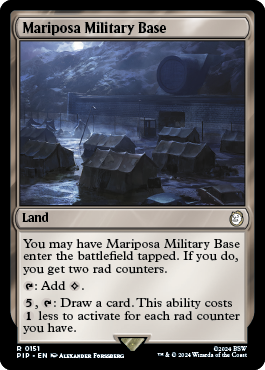 Mariposa Military Base
Land
You may have Mariposa Military Base
enter the battlefield tapped. If you do,
you get two rad counters.
: Add .
5, : Draw a card. This ability costs
1 less to activate for each rad counter
you have.
R 0151
PIP • EN Alexander Forssberg
©2024 BSW
™ & © 2024 Wizards of the Coast